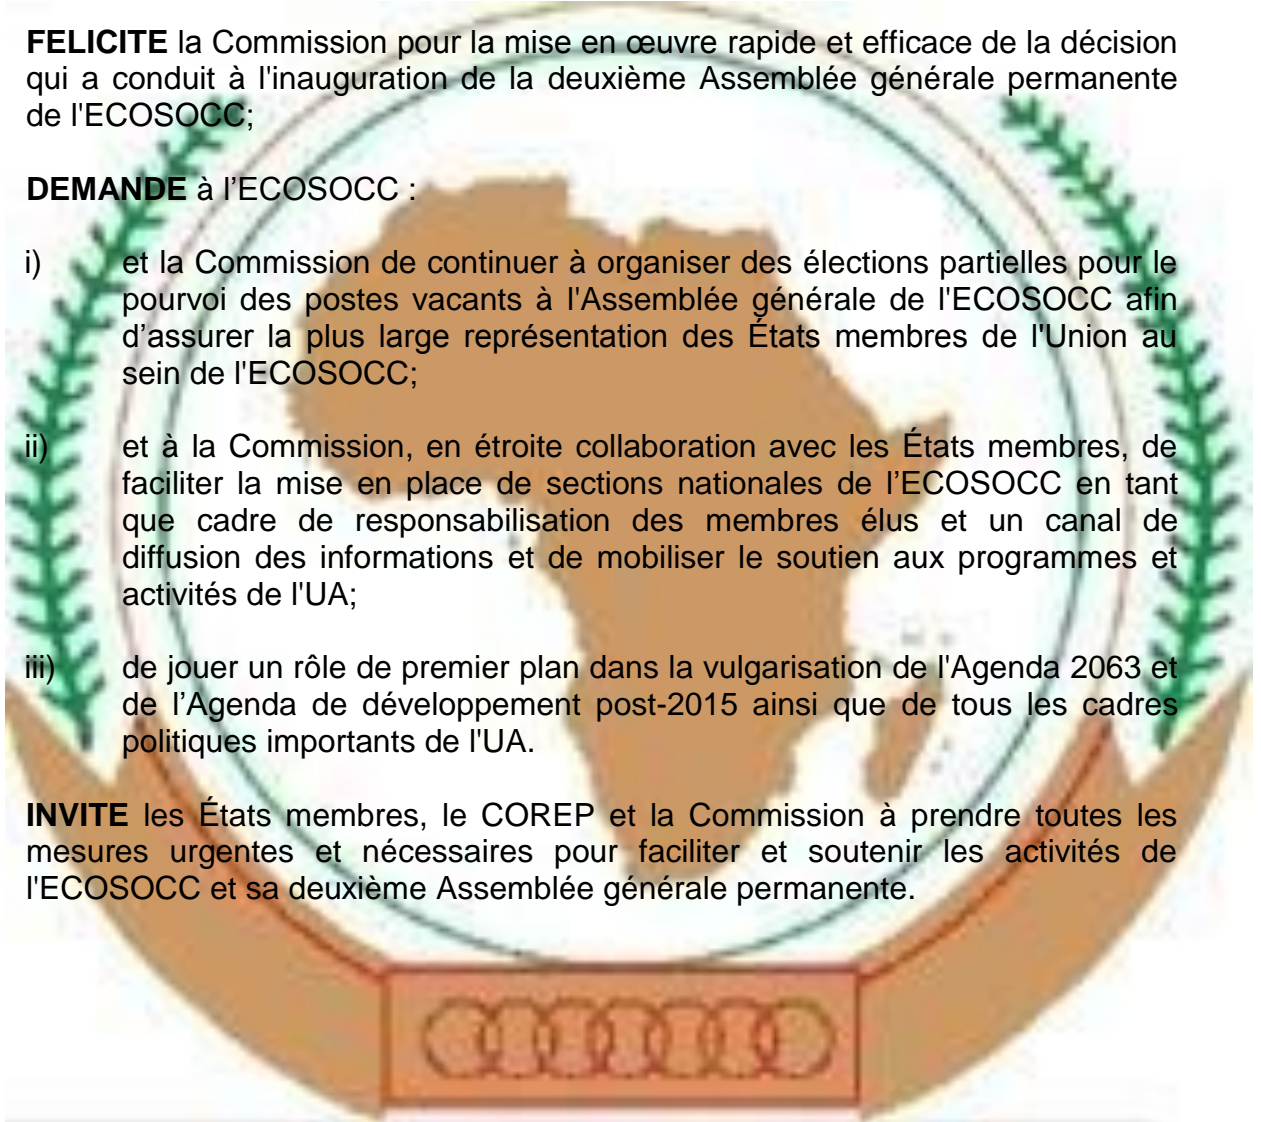 FELICITE la Commission pour la mise en œuvre rapide et efficace de la décision
qui a conduit à l'inauguration de la deuxième Assemblée générale permanente
de l'ECOSOCC;
DEMANDE à l’ECOSOCC :
i) et la Commission de continuer à organiser des élections partielles pour le
pourvoi des postes vacants à l'Assemblée générale de l'ECOSOCC afin
d’assurer la plus large représentation des États membres de l'Union au
sein de l'ECOSOCC;
ii) et à la Commission, en étroite collaboration avec les États membres, de
faciliter la mise en place de sections nationales de l’ECOSOCC en tant
que cadre de responsabilisation des membres élus et un canal de
diffusion des informations et de mobiliser le soutien aux programmes et
activités de l'UA;
iii) de jouer un rôle de premier plan dans la vulgarisation de l'Agenda 2063 et
de l’Agenda de développement post-2015 ainsi que de tous les cadres
politiques importants de l'UA.
INVITE les États membres, le COREP et la Commission à prendre toutes les
mesures urgentes et nécessaires pour faciliter et soutenir les activités de
l'ECOSOCC et sa deuxième Assemblée générale permanente.